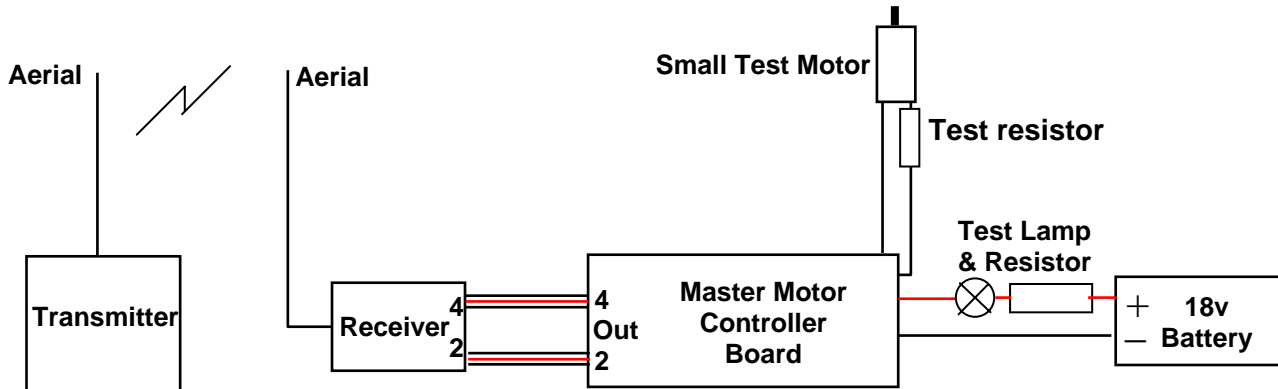 Aerial
Aerial
Small Test Motor
Test resistor
Test Lamp
& Resistor
Transmitter
Receiver
4
2
4
Out
2
Master Motor
Controller
Board
+
−
18v
Battery